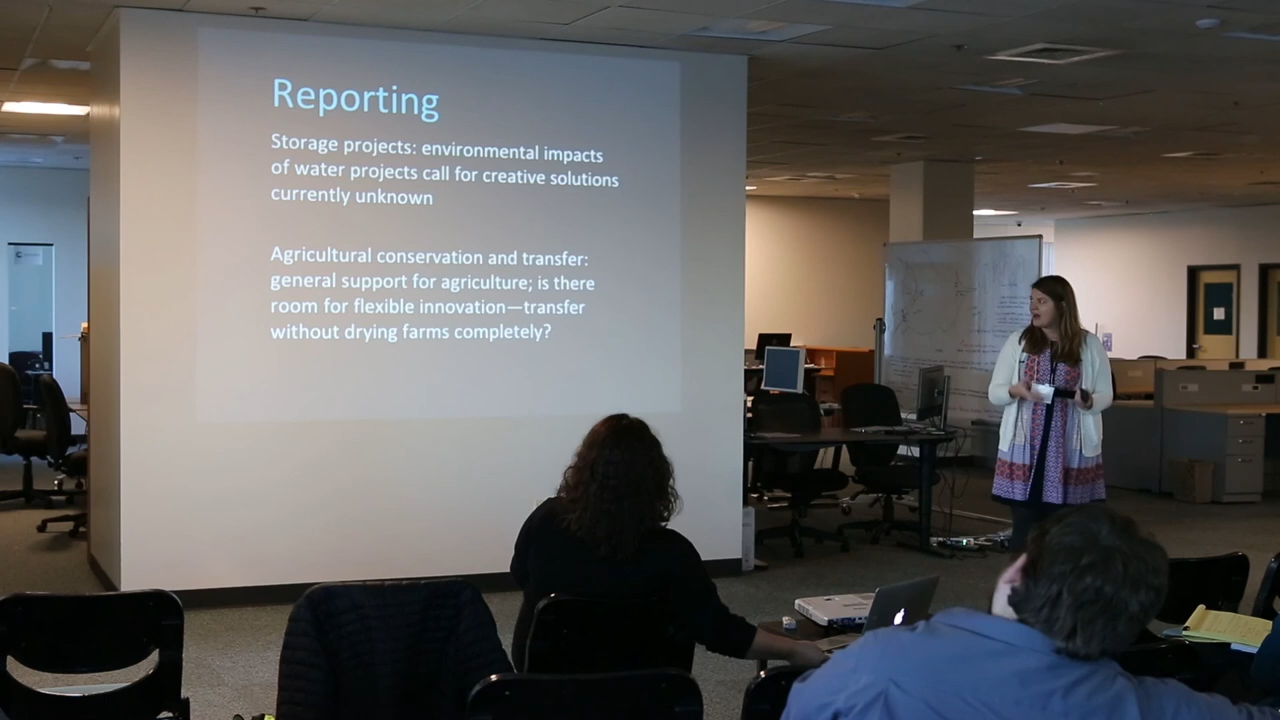 Reporting
Storage projects: environmental impacts
of water projects call for creative solutions
currently unknown
Agricultural conservation and transfer:
general support for agriculture; is there
room for flexible innovation—transfer
without drying farms completely?